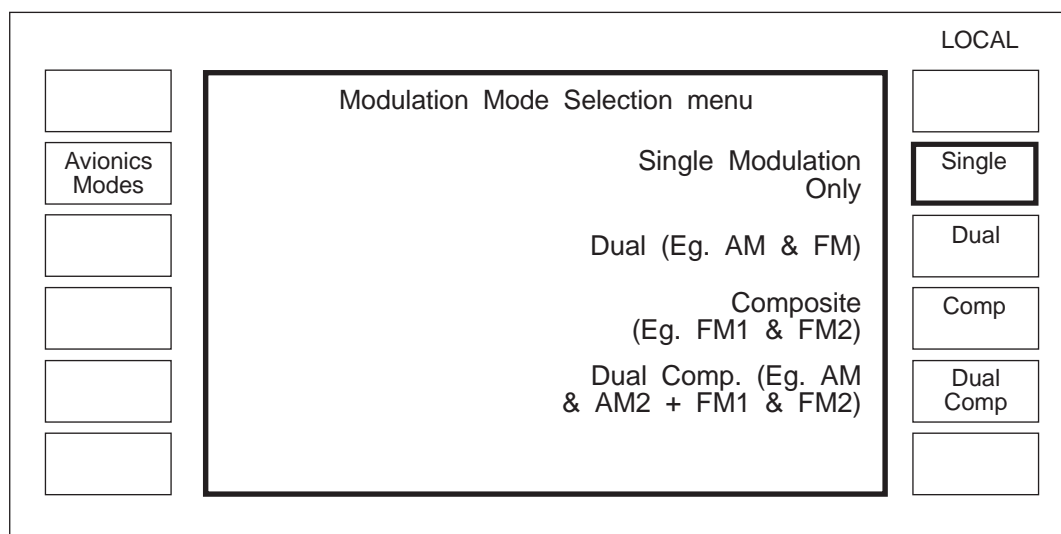 LOCAL
Modulation Mode Selection menu
Avionics
Modes
Single Modulation
Only
Single
Dual (Eg. AM & FM)
Dual
Composite
(Eg. FM1 & FM2)
Comp
Dual Comp. (Eg. AM
& AM2 + FM1 & FM2)
Dual
Comp